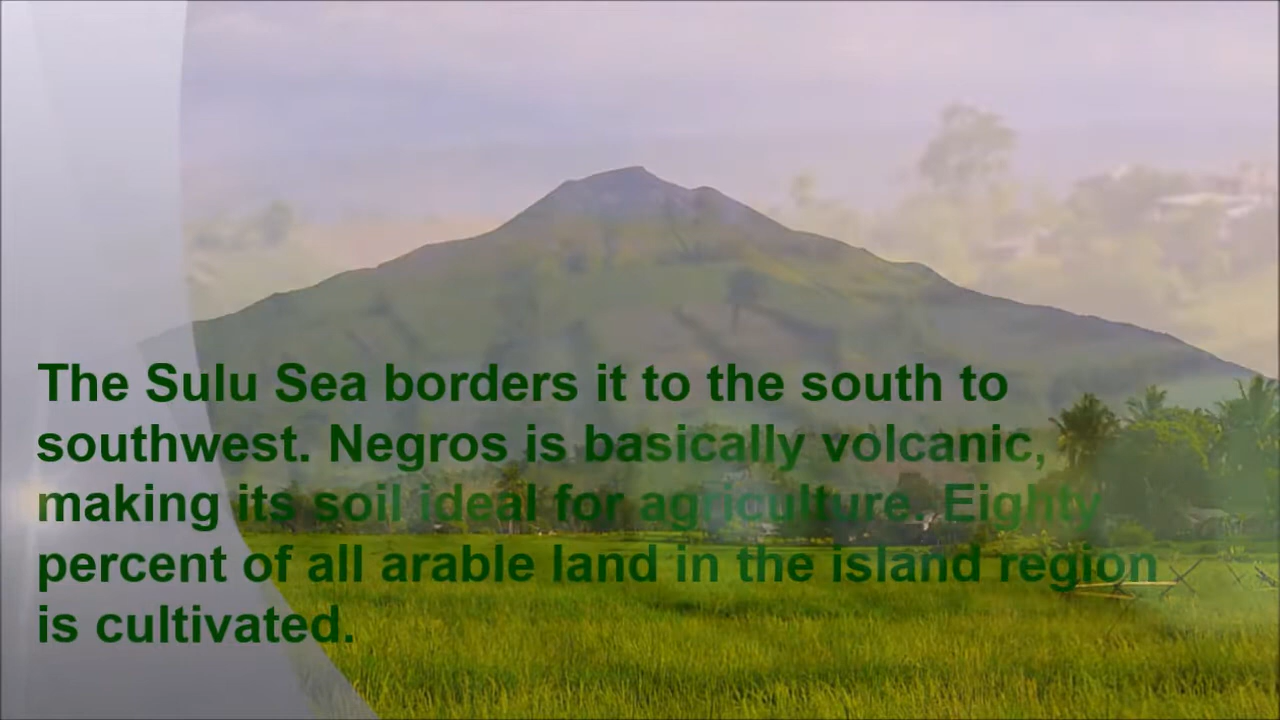 The Sulu Sea borders it to the south to
southwest. Negros is basically volcanic,
making its soil ideal for agriculture. Eighty
percent of all arable land in the island region
is cultivated.